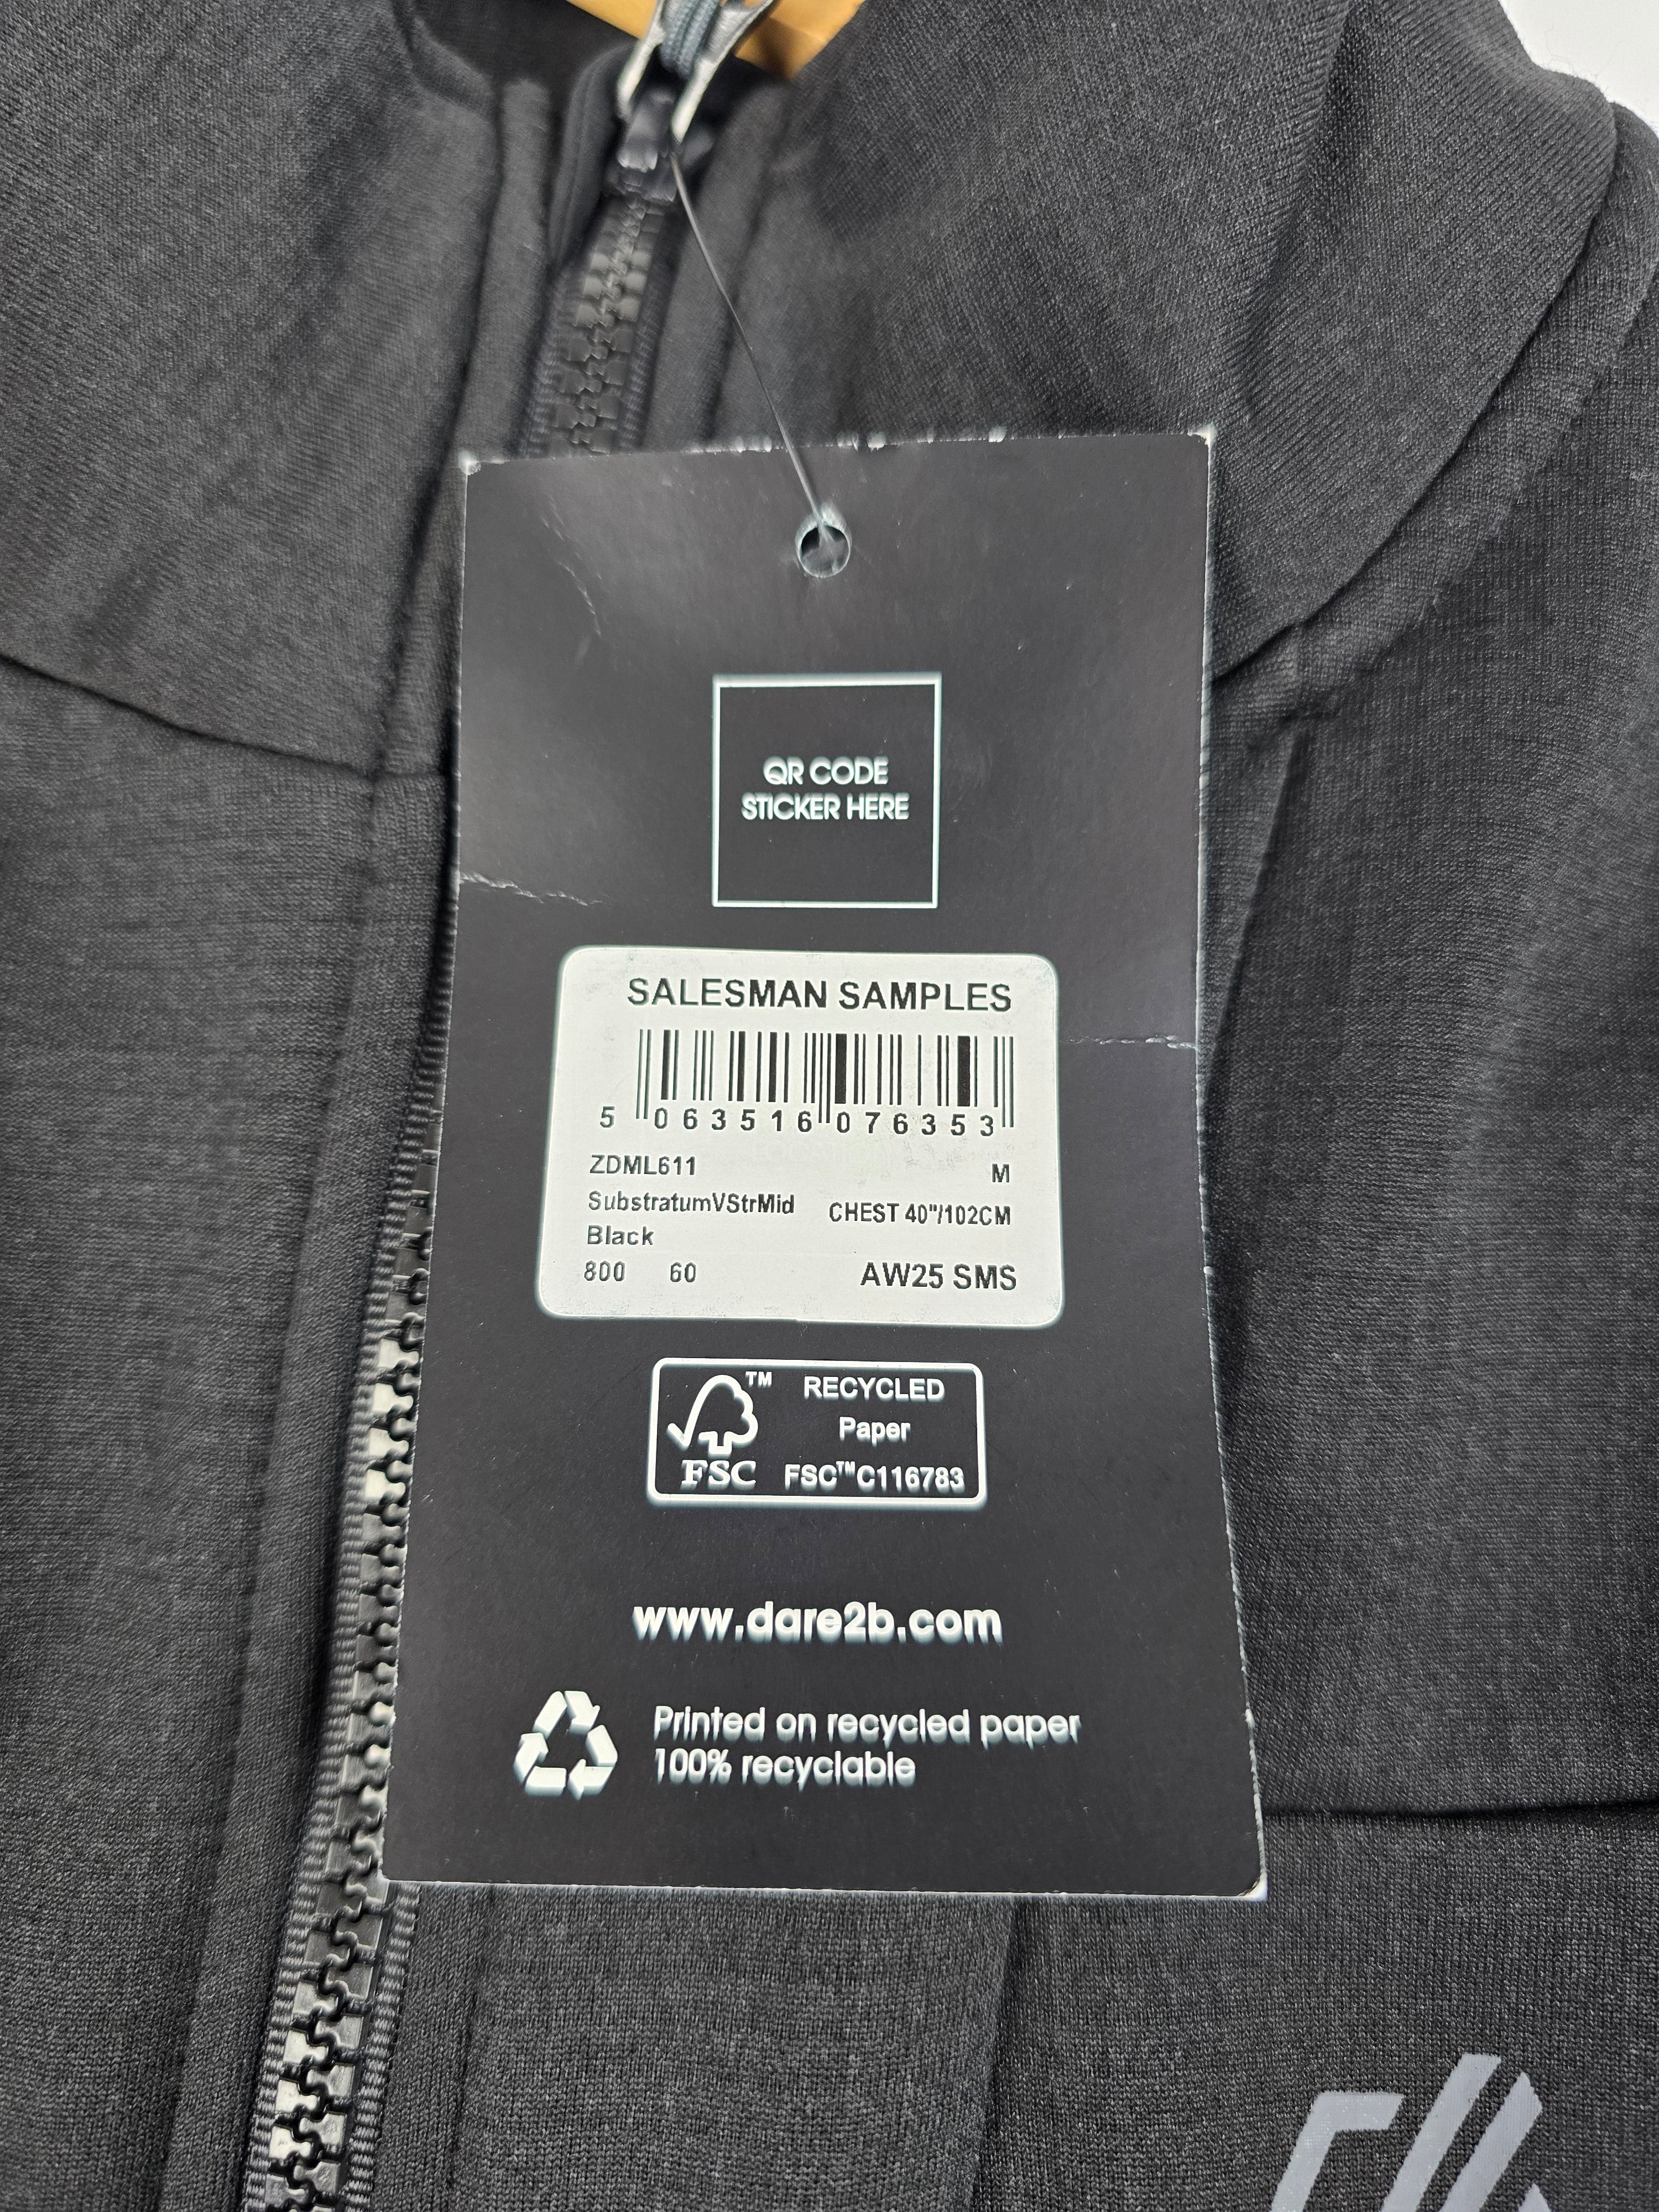 QR CODE
STICKER HERE
SALESMAN SAMPLES
5 063516 076353
ZDML611 M
SubstratumVStrMid CHEST 40"/102CM
Black
800 60 AW25 SMS
TM RECYCLED
Paper
FSC FSC™C116783
www.dare2b.com
Printed on recycled paper
100% recyclable